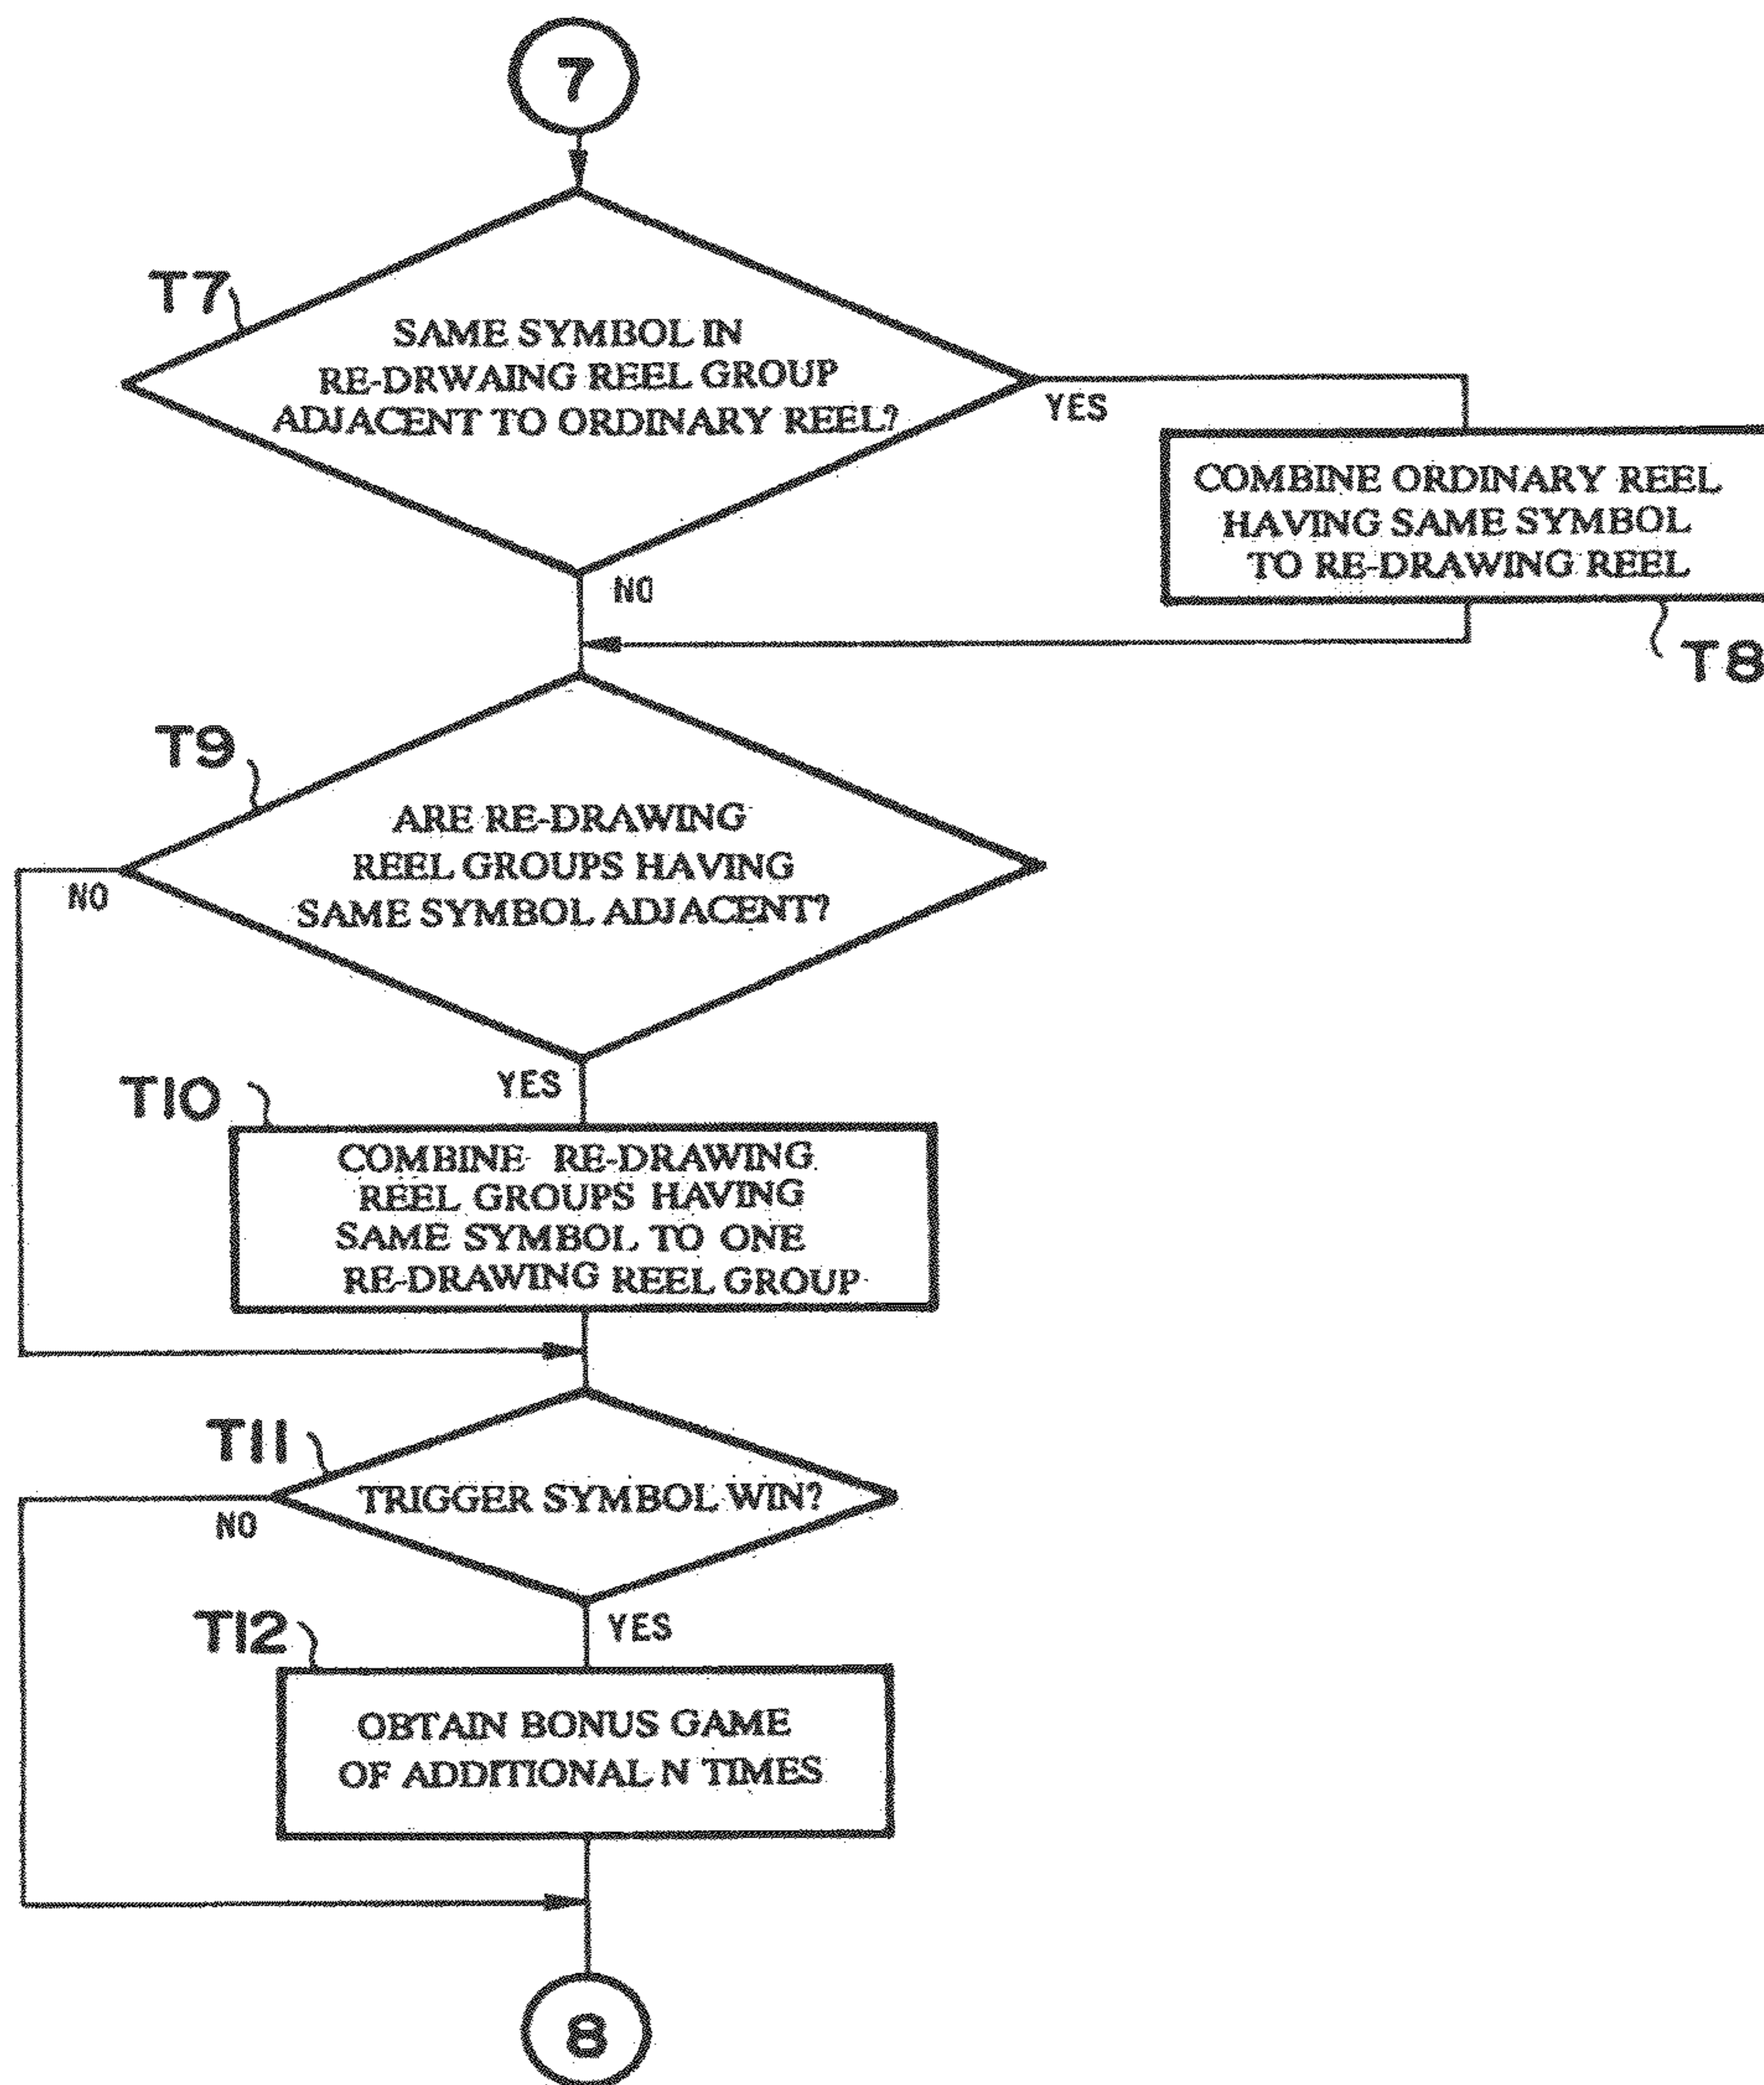 7
T7
SAME SYMBOL IN
RE-DRWAING REEL GROUP
ADJACENT TO ORDINARY REEL?
YES
COMBINE ORDINARY REEL
HAVING SAME SYMBOL
TO RE-DRAWING REEL
T8
NO
T9
ARE RE-DRAWING
REEL GROUPS HAVING
SAME SYMBOL ADJACENT?
NO
YES
T10
COMBINE RE-DRAWING
REEL GROUPS HAVING
SAME SYMBOL TO ONE
RE-DRAWING REEL GROUP
T11
TRIGGER SYMBOL WIN?
NO
YES
T12
OBTAIN BONUS GAME
OF ADDITIONAL N TIMES
8